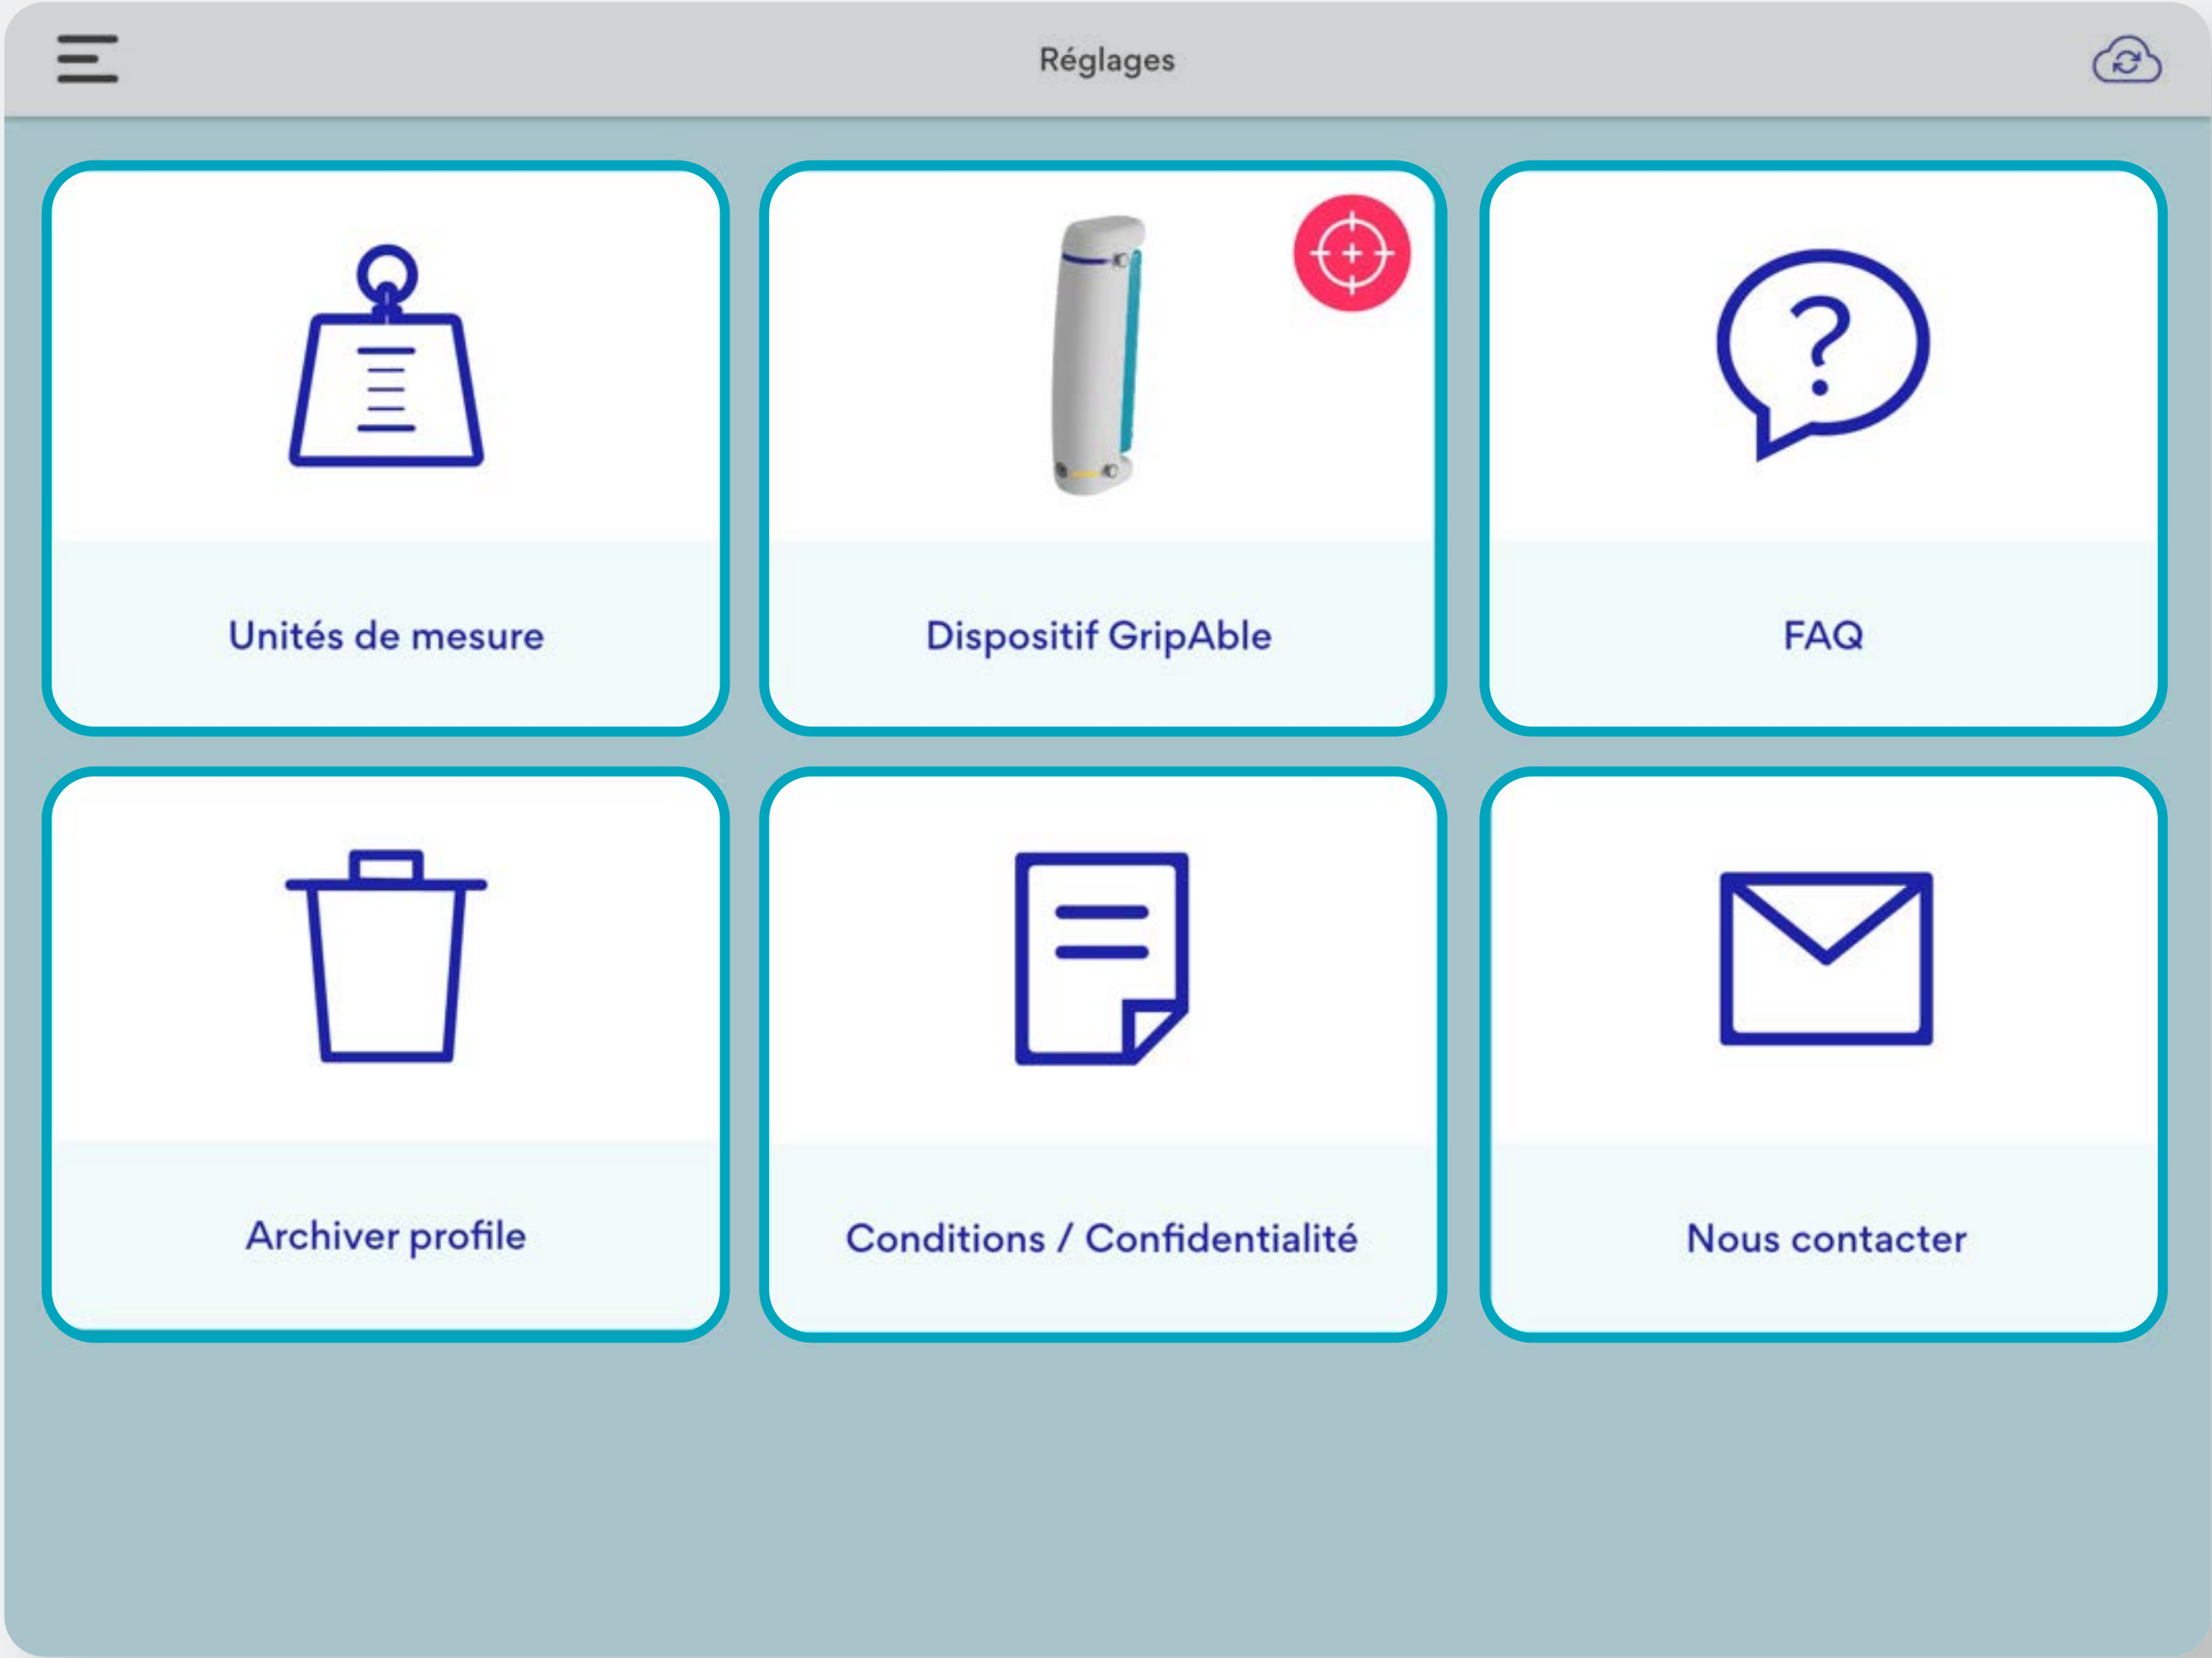 Réglages
Unités de mesure
Dispositif GripAble
FAQ
Archiver profile
Conditions / Confidentialité
Nous contacter